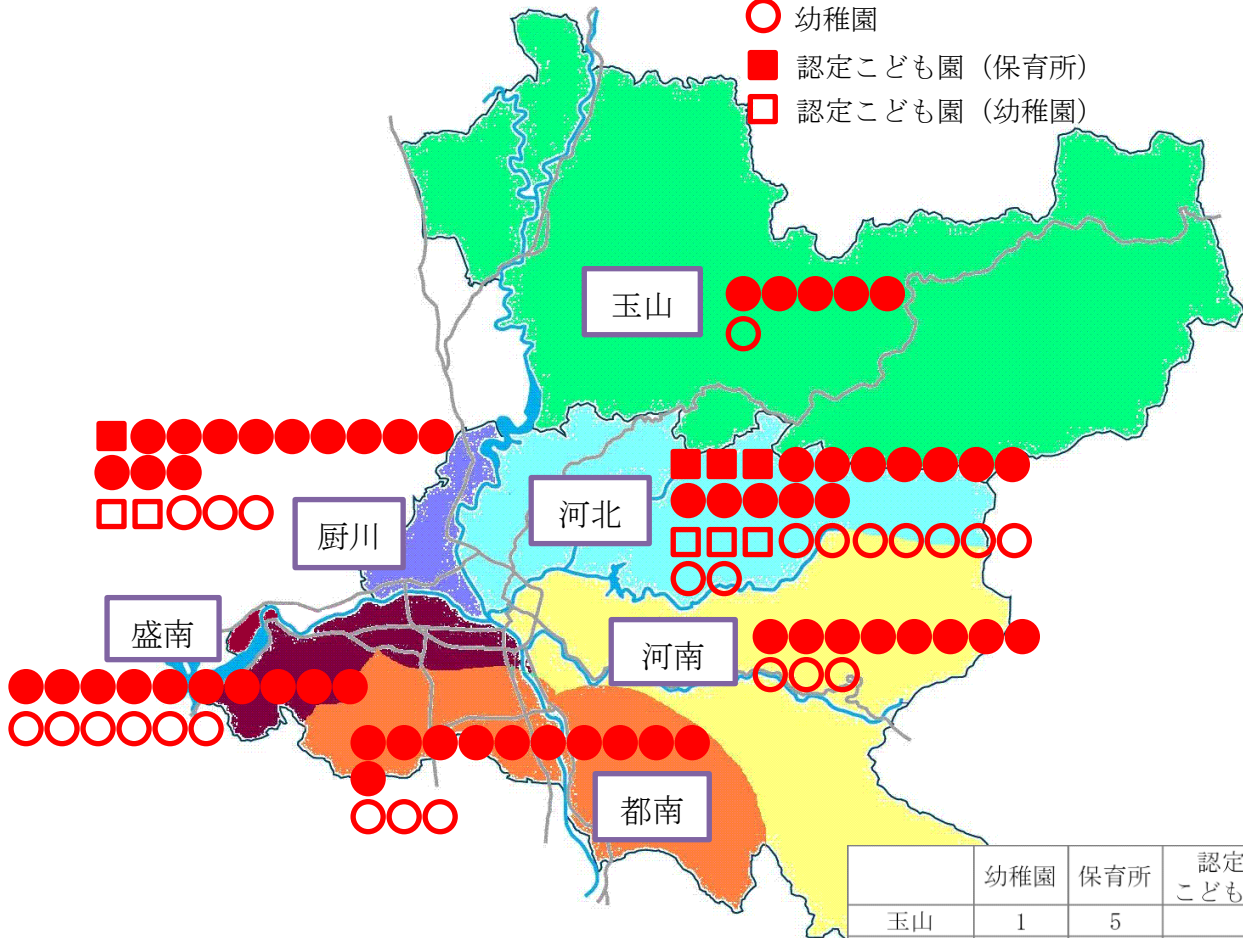 幼稚園
認定こども園（保育所）
認定こども園（幼稚園）
玉山
厨川
河北
盛南
河南
都南
幼稚園 保育所 認定
こども
玉山 1 5